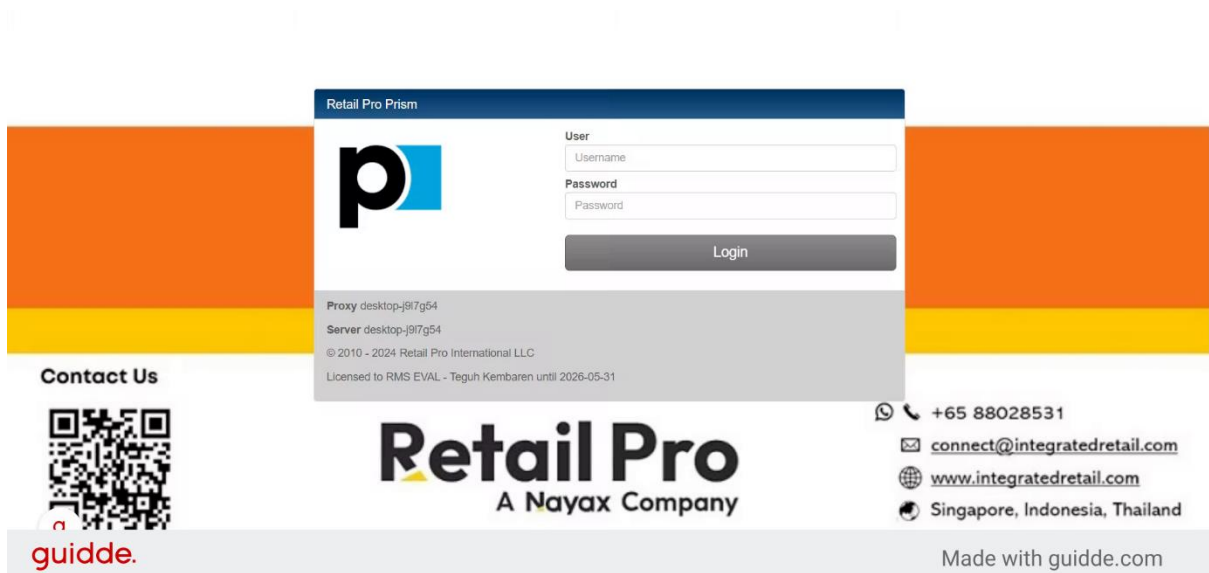 Retail Pro Prism
User
Username
Password
Password
Login
Proxy desktop-j9l7g54
Server desktop-j9l7g54
© 2010 - 2024 Retail Pro International LLC
Licensed to RMS EVAL - Teguh Kembaren until 2026-05-31
Contact Us
Retail Pro
A Nayax Company
+65 88028531
connect@integratedretail.com
www.integratedretail.com
Singapore, Indonesia, Thailand
g
guidde.
Made with guidde.com